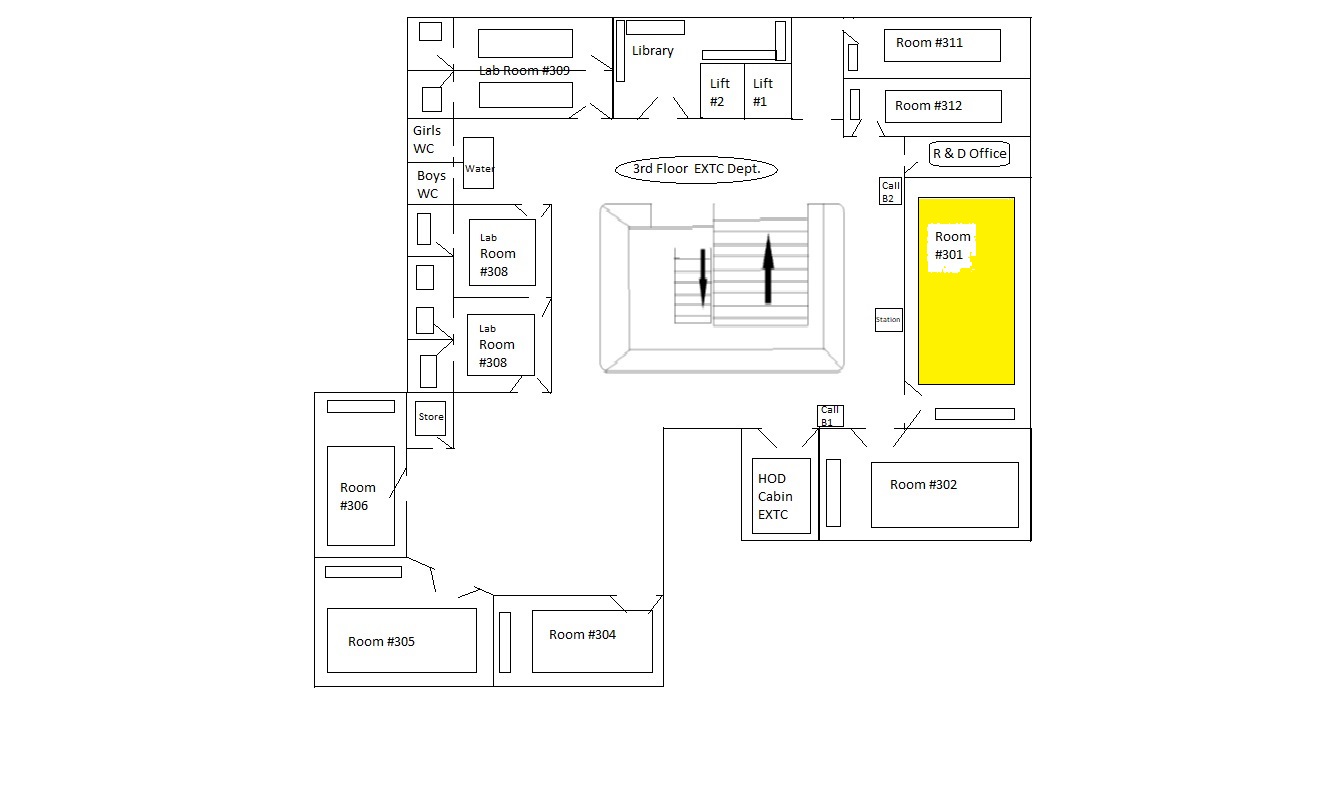 Library
Room #311
Lab Room #309
Lift
#2
Lift
#1
Room #312
Girls
WC
R & D Office
Water
3rd Floor EXTC Dept.
Boys
WC
Call
B2
Lab
Room
#308
Room
#301
Station
Lab
Room
#308
Store
Call
B1
HOD
Cabin
EXTC
Room #302
Room
#306
Room #305
Room #304